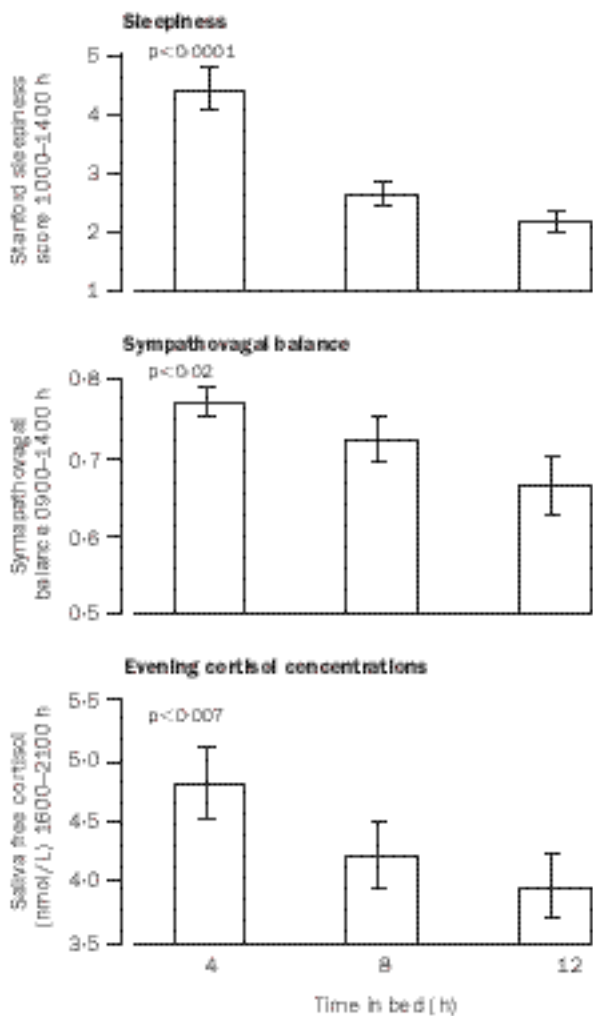 Sleepiness
p<0·0001
Stanford sleepiness
score 1000–1400 h
5
4
3
2
1
Sympathovagal balance
p<0·02
Symapathovagal
balance 0900–1400 h
0·8
0·7
0·6
0·5
Evening cortisol concentrations
p<0·007
Saliva free cortisol
(nmol/L) 1600–2100 h
5·5
5·0
4·5
4·0
3·5
4 8 12
Time in bed (h)